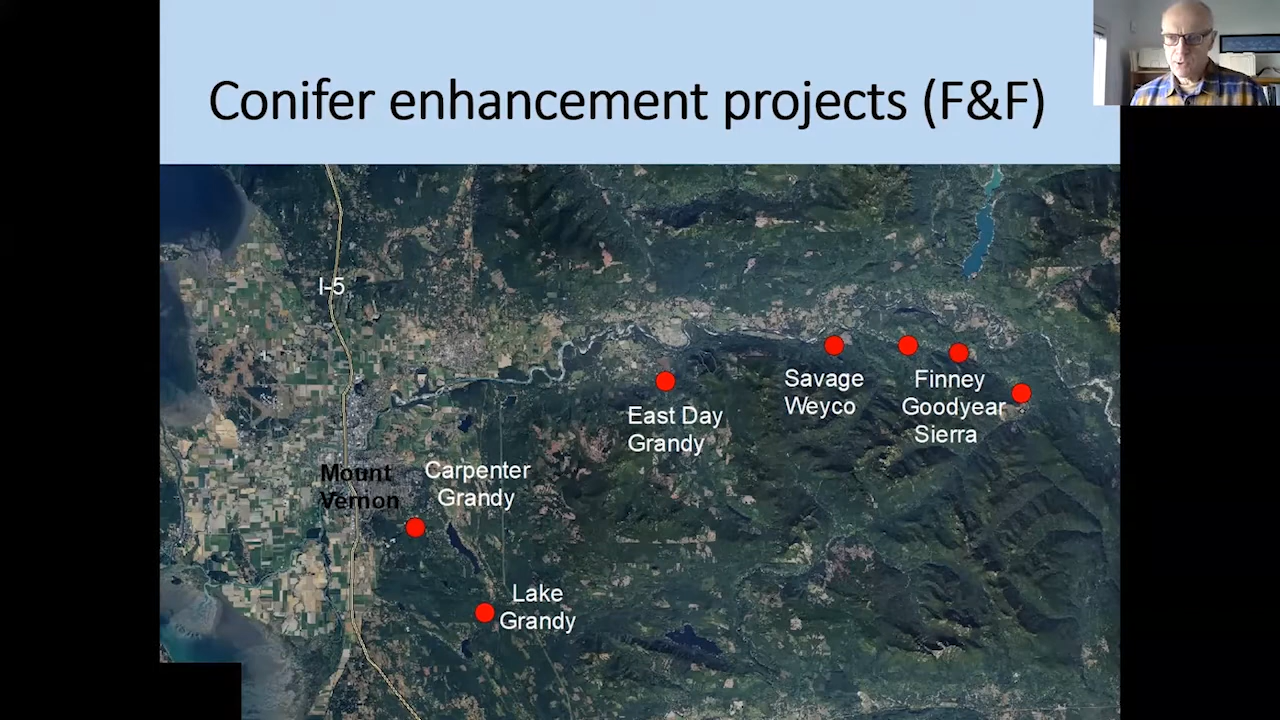 Conifer enhancement projects (F&F)
I-5
Savage
Weyco
Finney
Goodyear
Sierra
East Day
Grandy
Mount
Vernon
Carpenter
Grandy
Lake
Grandy